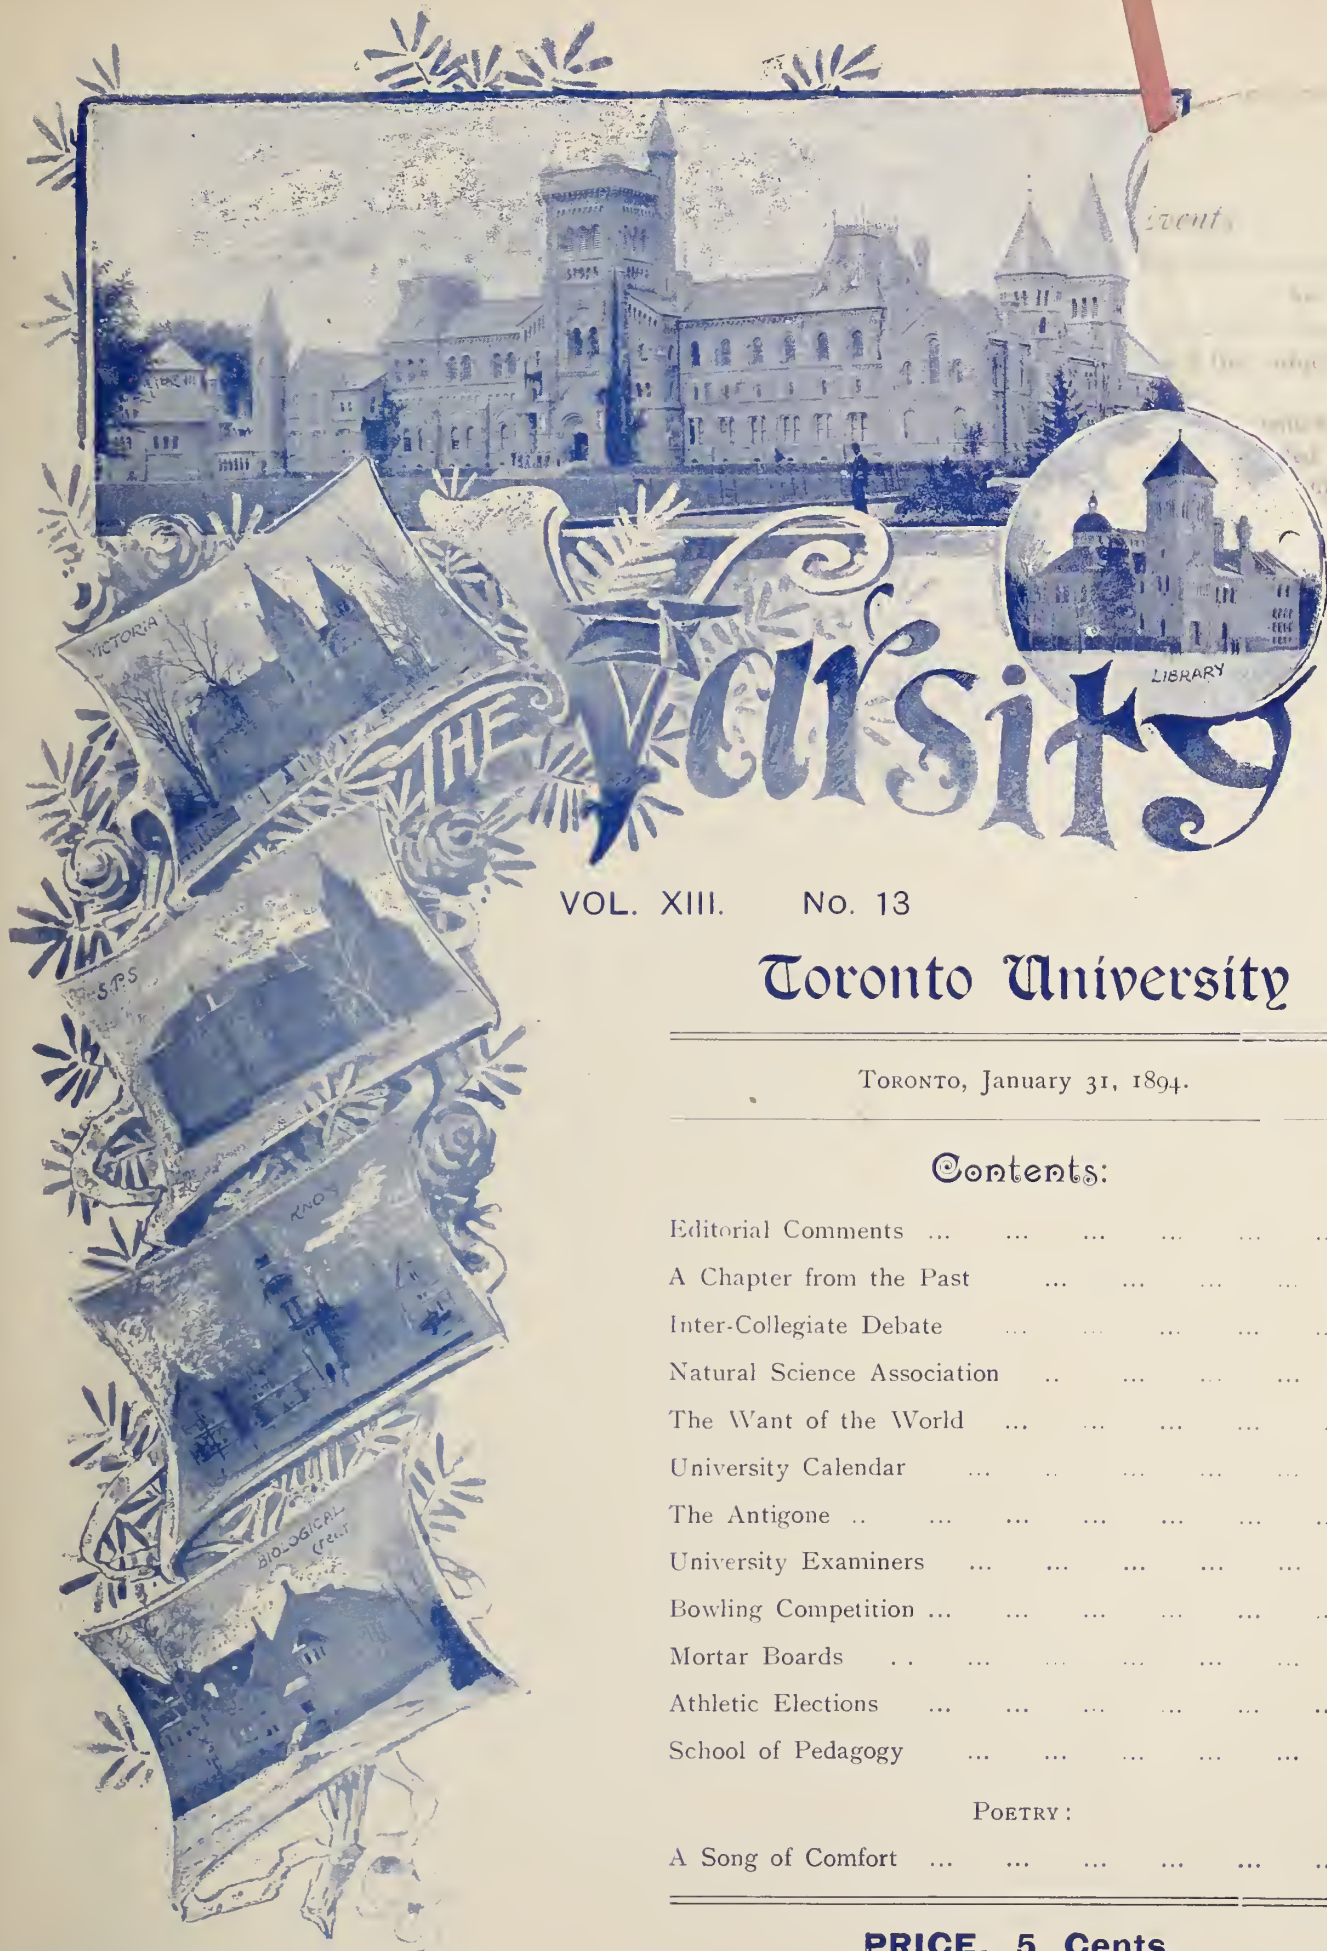 VICTORIA
LIBRARY
THE
Varsity
S.P.S
KNOX
BIOLOGICAL
VOL. XIII. No. 13
Toronto University
TORONTO, January 31, 1894.
Contents:
Editorial Comments ... ... ... ... ... ..
A Chapter from the Past ... ... ... ...
Inter-Collegiate Debate ... ... ... ... ..
Natural Science Association .. ... ... ...
The Want of the World ... ... ... ... .
University Calendar ... .. ... ... ...
The Antigone .. ... ... ... ... ... ..
University Examiners ... ... ... ... ...
Bowling Competition ... ... ... ... ... ..
Mortar Boards . . ... ... ... ... ...
Athletic Elections ... ... ... ... ... ..
School of Pedagogy ... ... ... ... ...
POETRY:
A Song of Comfort ... ... ... ... ... ..
PRICE, 5 Cents